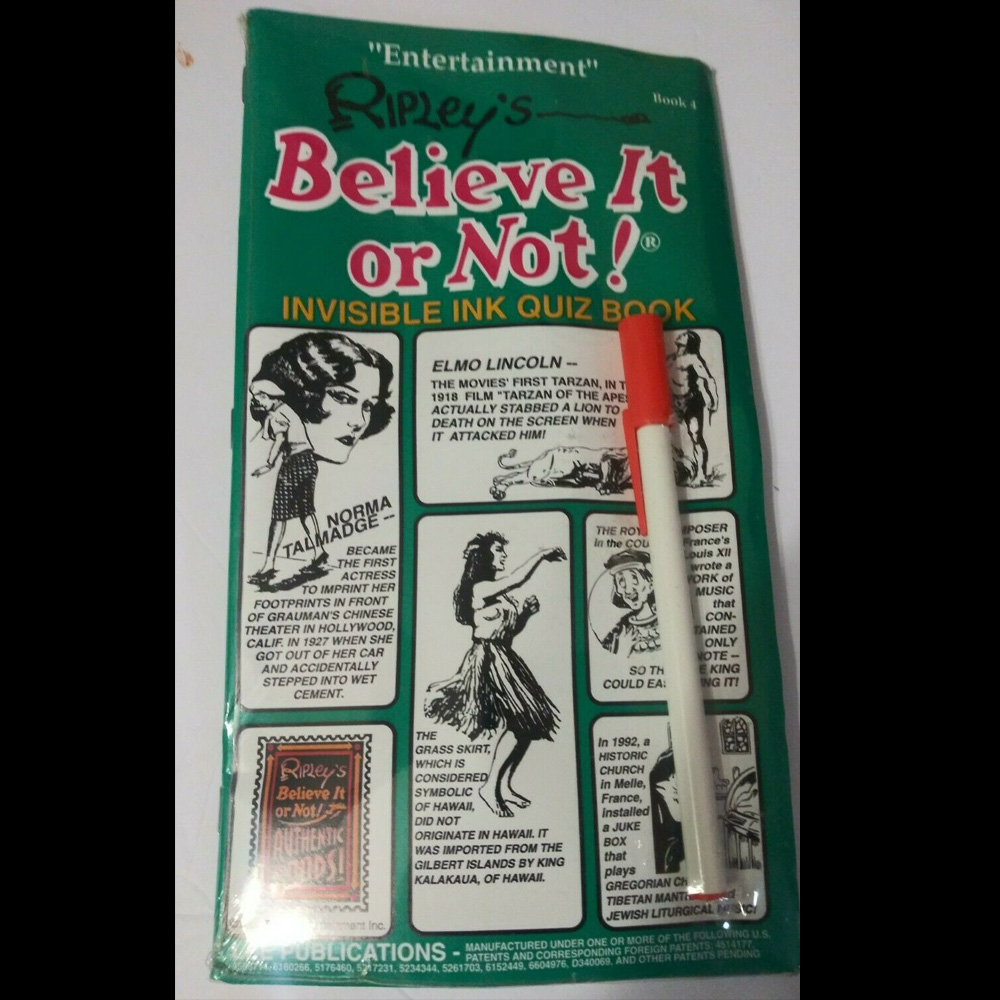 "Entertainment"
Book 4
Ripley's
Believe It
or Not!®
INVISIBLE INK QUIZ BOOK
NORMA
TALMADGE --
BECAME
THE FIRST
ACTRESS
TO IMPRINT HER
FOOTPRINTS IN FRONT
OF GRAUMAN'S CHINESE
THEATER IN HOLLYWOOD,
CALIF. IN 1927 WHEN SHE
GOT OUT OF HER CAR
AND ACCIDENTALLY
STEPPED INTO WET
CEMENT.
ELMO LINCOLN --
THE MOVIES' FIRST TARZAN, IN
1918 FILM "TARZAN OF THE APES
ACTUALLY STABBED A LION TO
DEATH ON THE SCREEN WHEN
IT ATTACKED HIM!
THE
GRASS SKIRT,
WHICH IS
CONSIDERED
SYMBOLIC
OF HAWAII,
DID NOT
ORIGINATE IN HAWAII. IT
WAS IMPORTED FROM THE
GILBERT ISLANDS BY KING
KALAKAUA, OF HAWAII.
THE
in the France's
Louis XII
wrote a
of
MUSIC
that
CON-
TAINED
ONLY
NOTE --
SO KING
COULD IT!
In 1992, a
HISTORIC
CHURCH
in Melle,
France,
installed
a JUKE
BOX
that
plays
GREGORIAN
TIBETAN
JEWISH LITURGICAL MUSIC!
Ripley's
Believe It
or Not!
AUTHENTIC
Inc.
PUBLICATIONS - MANUFACTURED UNDER ONE OR MORE OF THE FOLLOWING U.S.
PATENTS AND CORRESPONDING FOREIGN PATENTS: 4514177,
5176460, 5234344, 5261703, 6152449, 6604976, D340069, AND OTHER PATENTS PENDING